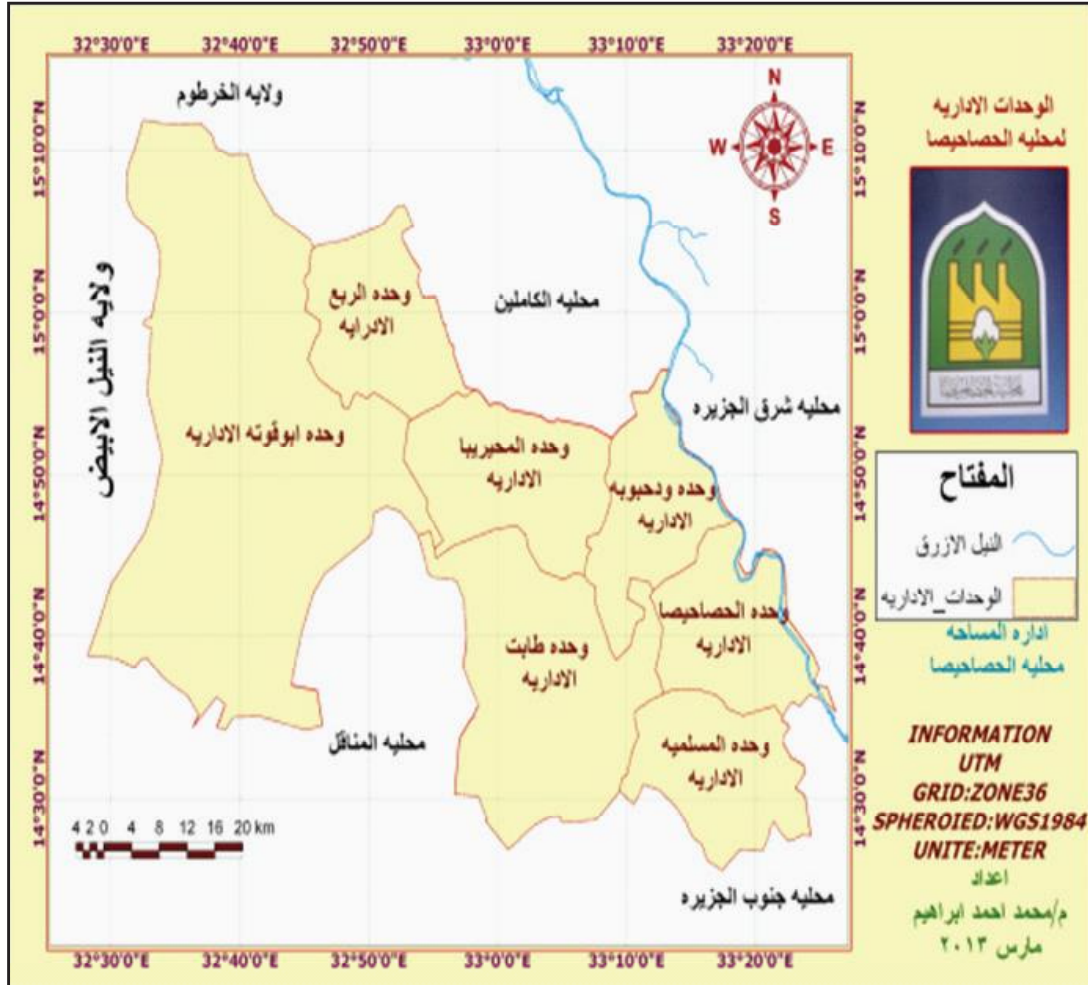 32°30'0"E 32°40'0"E 32°50'0"E 33°0'0"E 33°10'0"E 33°20'0"E
15°10'0"N
15°0'0"N
14°50'0"N
14°40'0"N
14°30'0"N
ولايه الخرطوم
N
W E
S
ولايه النيل الابيض
وحده الربع
الادرايه
محليه الكاملين
محليه شرق الجزيره
وحده ابوقوته الاداريه
وحده المحيريبا
الاداريه
وحده ودحبوبه
الاداريه
وحده الحصاحيصا
الاداريه
وحده طابت
الاداريه
وحده المسلميه
الاداريه
محليه المناقل
محليه جنوب الجزيره
4 2 0 4 8 12 16 20 km
15°10'0"N
15°0'0"N
14°50'0"N
14°40'0"N
14°30'0"N
32°30'0"E 32°40'0"E 32°50'0"E 33°0'0"E 33°10'0"E 33°20'0"E
الوحدات الاداريه
لمحليه الحصاحيصا
المفتاح
النيل الازرق
الوحدات_الاداريه
اداره المساحه
محليه الحصاحيصا
INFORMATION
UTM
GRID:ZONE36
SPHEROIED:WGS1984
UNITE:METER
اعداد
م/محمد احمد ابراهيم
مارس ٢٠١٣